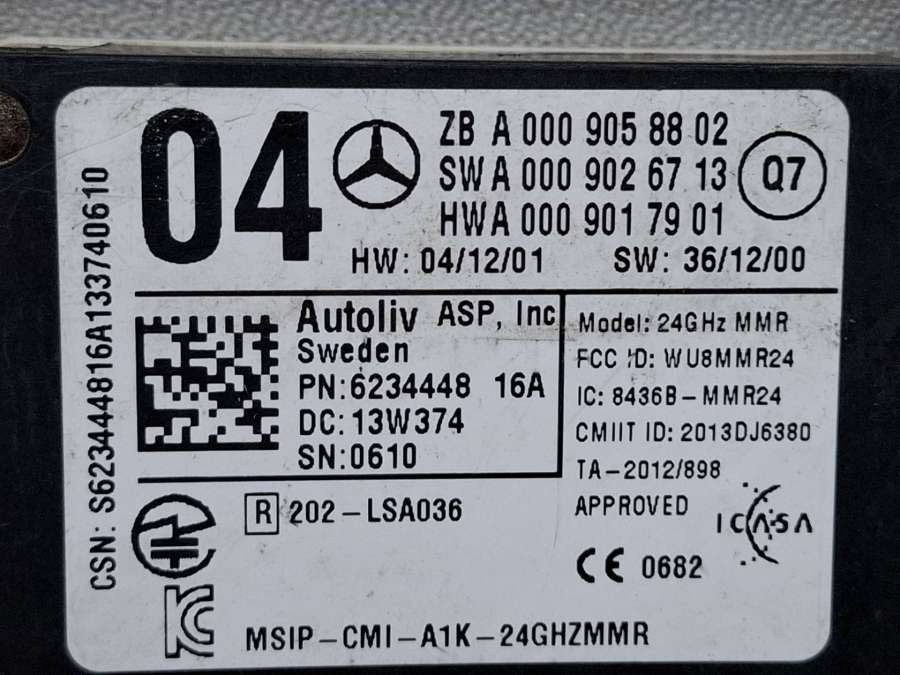 04
ZB A 000 905 88 02
SW A 000 902 67 13
HW A 000 901 79 01
Q7
HW: 04/12/01 SW: 36/12/00
CSN: S623444816A133740610
Autoliv ASP, Inc
Sweden
PN:6234448 16A
DC: 13W374
SN:0610
Model: 24GHz MMR
FCC ID: WU8MMR24
IC: 8436B-MMR24
CMIIT ID: 2013DJ6380
TA-2012/898
APPROVED
ICASA
R 202-LSA036
CE 0682
KC
MSIP-CMI-A1K-24GHZMMR